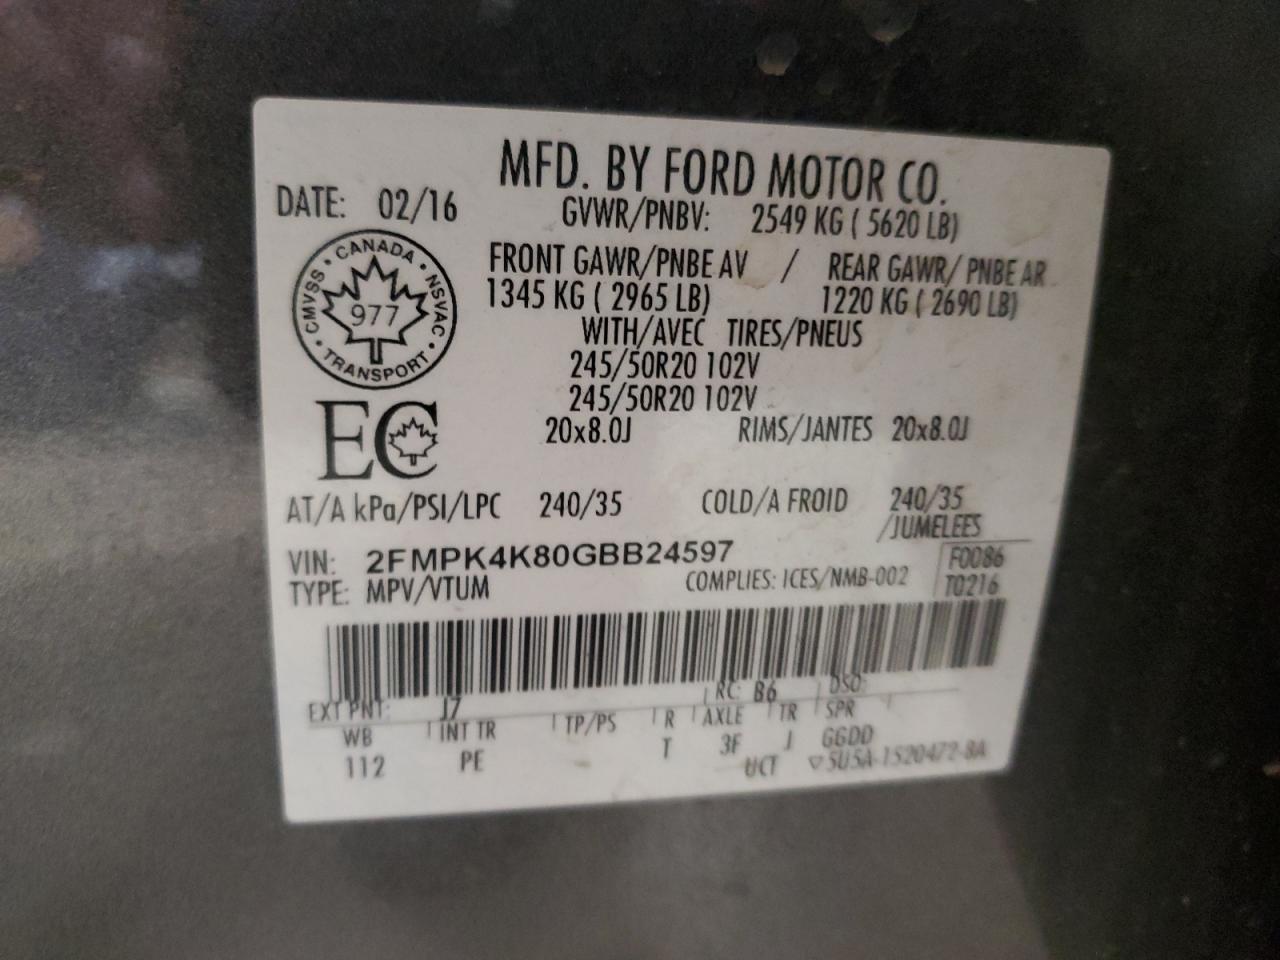 MFD. BY FORD MOTOR CO.
DATE: 02/16
GVWR/PNBV: 2549 KG ( 5620 LB)
FRONT GAWR/PNBE AV / REAR GAWR/ PNBE AR
1345 KG ( 2965 LB) 1220 KG ( 2690 LB)
WITH/AVEC TIRES/PNEUS
245/50R20 102V
245/50R20 102V
20x8.0J RIMS/JANTES 20x8.0J
CANADA • NSVAC • TRANSPORT • CMVSS •
977
EC
AT/A kPa/PSI/LPC 240/35 COLD/A FROID 240/35
/JUMELEES
VIN: 2FMPK4K80GBB24597
F0086
TYPE: MPV/VTUM COMPLIES: ICES/NMB-002 T0216
EXT PNT: J7 RC: B6 DSO:
WB INT TR TP/PS R AXLE TR SPR
112 PE T 3F J GGDD
UCT ▽5U5A-1520472-BA